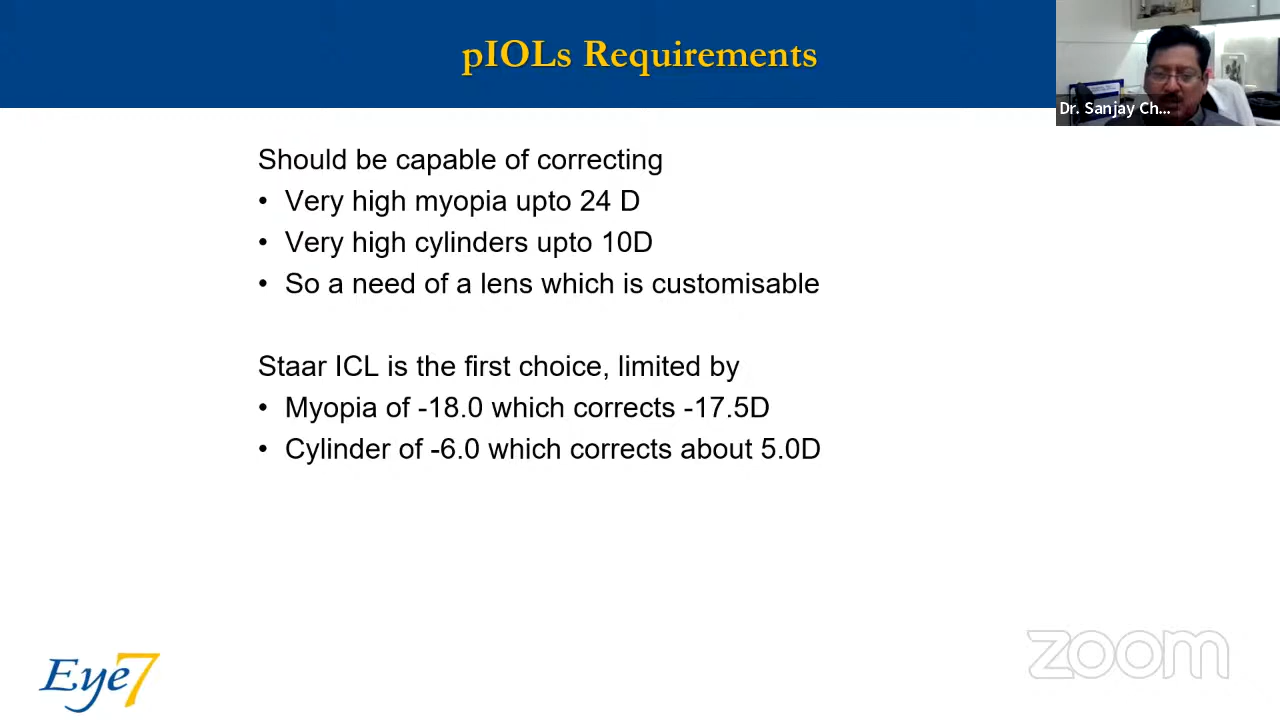 pIOLs Requirements
Dr. Sanjay Ch...
Should be capable of correcting
• Very high myopia upto 24 D
• Very high cylinders upto 10D
• So a need of a lens which is customisable
Staar ICL is the first choice, limited by
• Myopia of -18.0 which corrects -17.5D
• Cylinder of -6.0 which corrects about 5.0D
Eye7
zoom